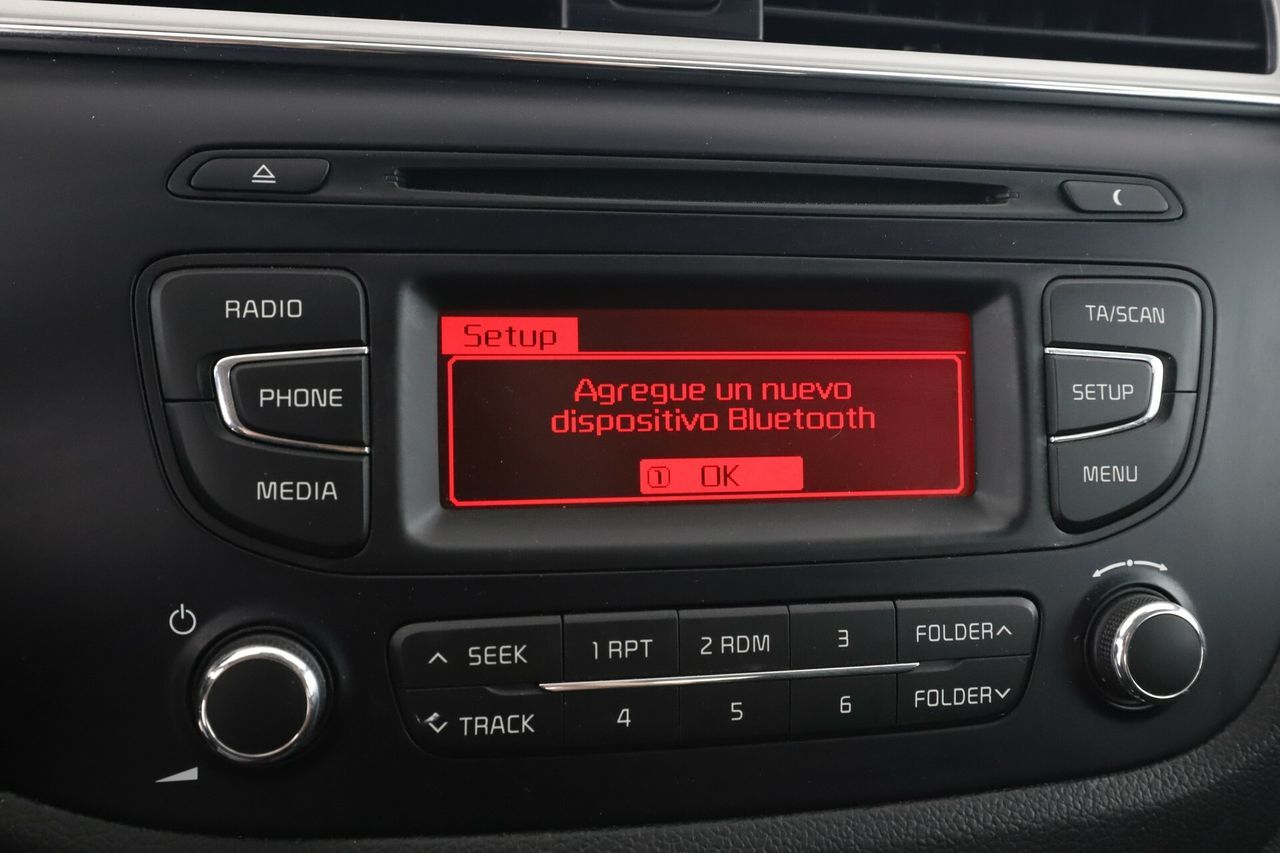 RADIO
PHONE
MEDIA
Setup
Agregue un nuevo
dispositivo Bluetooth
1 OK
TA/SCAN
SETUP
MENU
SEEK
TRACK
1 RPT
2 RDM
3
4
5
6
FOLDER
FOLDER